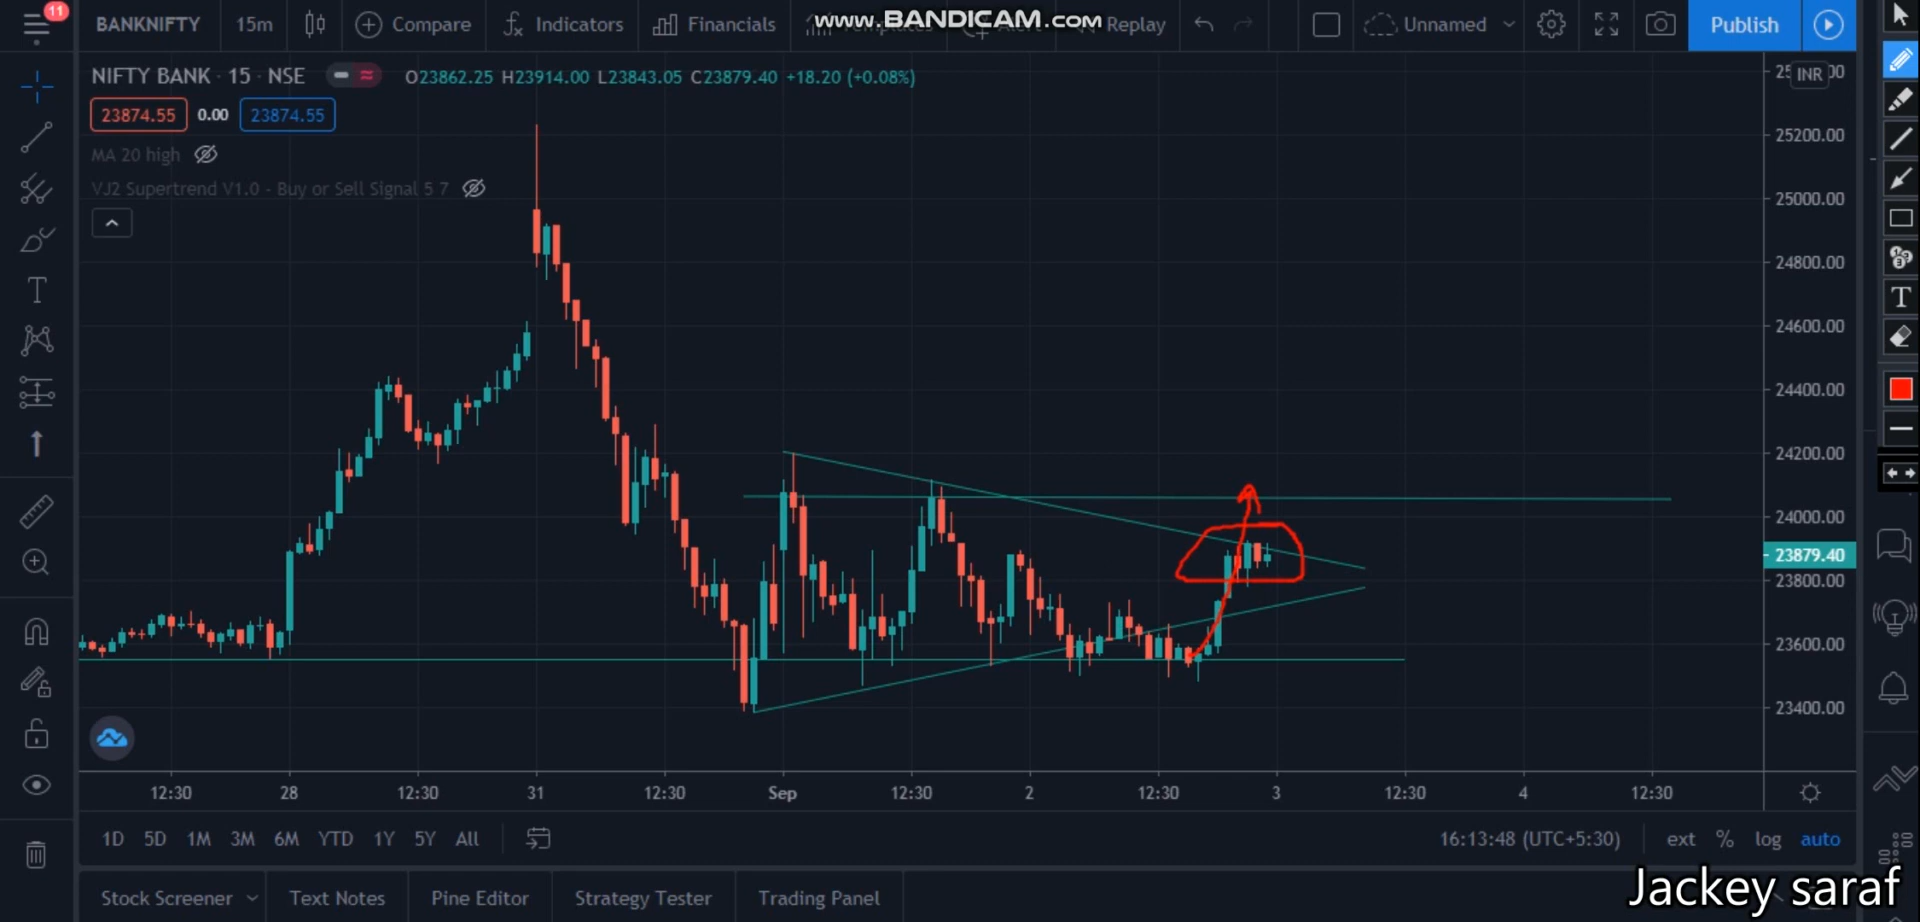 11
BANKNIFTY 15m Compare Indicators Financials Replay Unnamed Publish
www.BANDICAM.com
NIFTY BANK · 15 · NSE O23862.25 H23914.00 L23843.05 C23879.40 +18.20 (+0.08%)
INR
23874.55 0.00 23874.55
MA 20 high
VJ2 Supertrend V1.0 - Buy or Sell Signal 5 7
25200.00
25000.00
24800.00
24600.00
24400.00
24200.00
24000.00
23879.40
23800.00
23600.00
23400.00
12:30 28 12:30 31 12:30 Sep 12:30 2 12:30 3 12:30 4 12:30
1D 5D 1M 3M 6M YTD 1Y 5Y All 16:13:48 (UTC+5:30) ext % log auto
Stock Screener Text Notes Pine Editor Strategy Tester Trading Panel
Jackey saraf